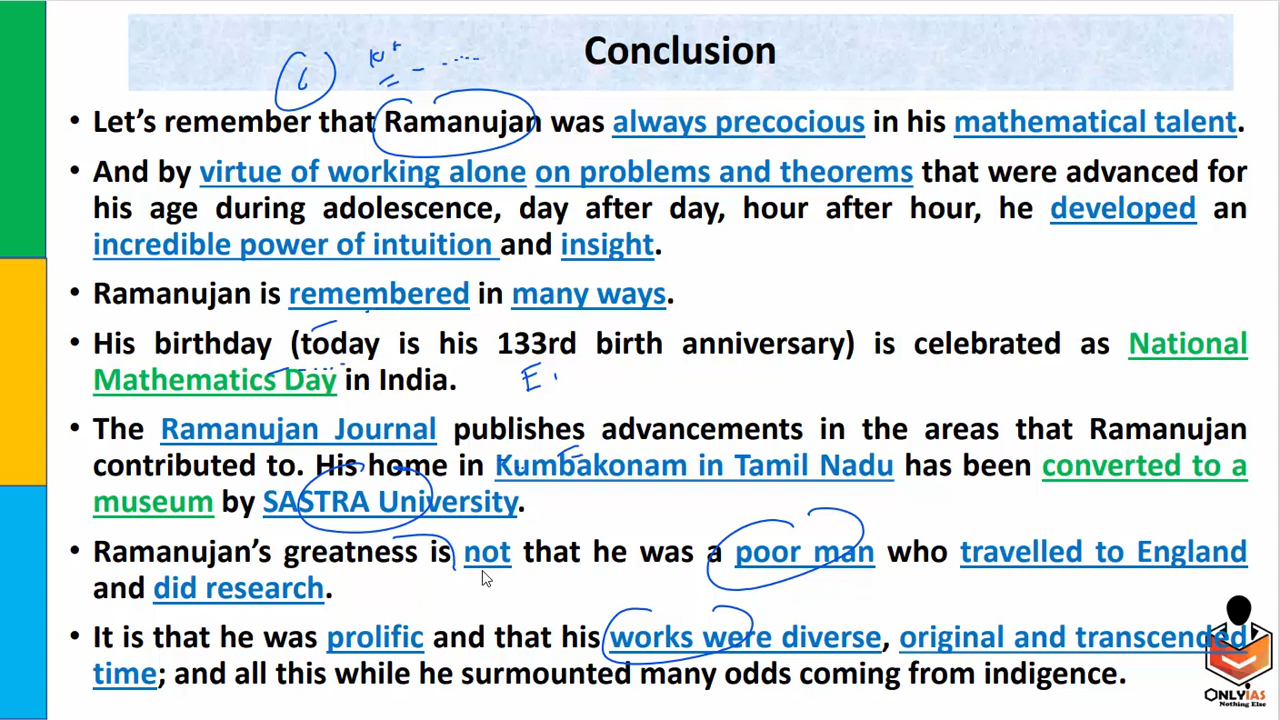 Conclusion
6
• Let’s remember that Ramanujan was always precocious in his mathematical talent.
• And by virtue of working alone on problems and theorems that were advanced for
his age during adolescence, day after day, hour after hour, he developed an
incredible power of intuition and insight.
• Ramanujan is remembered in many ways.
• His birthday (today is his 133rd birth anniversary) is celebrated as National
Mathematics Day in India.
E
• The Ramanujan Journal publishes advancements in the areas that Ramanujan
contributed to. His home in Kumbakonam in Tamil Nadu has been converted to a
museum by SASTRA University.
• Ramanujan’s greatness is not that he was a poor man who travelled to England
and did research.
• It is that he was prolific and that his works were diverse, original and transcended
time; and all this while he surmounted many odds coming from indigence.
ONLYIAS
Nothing Else